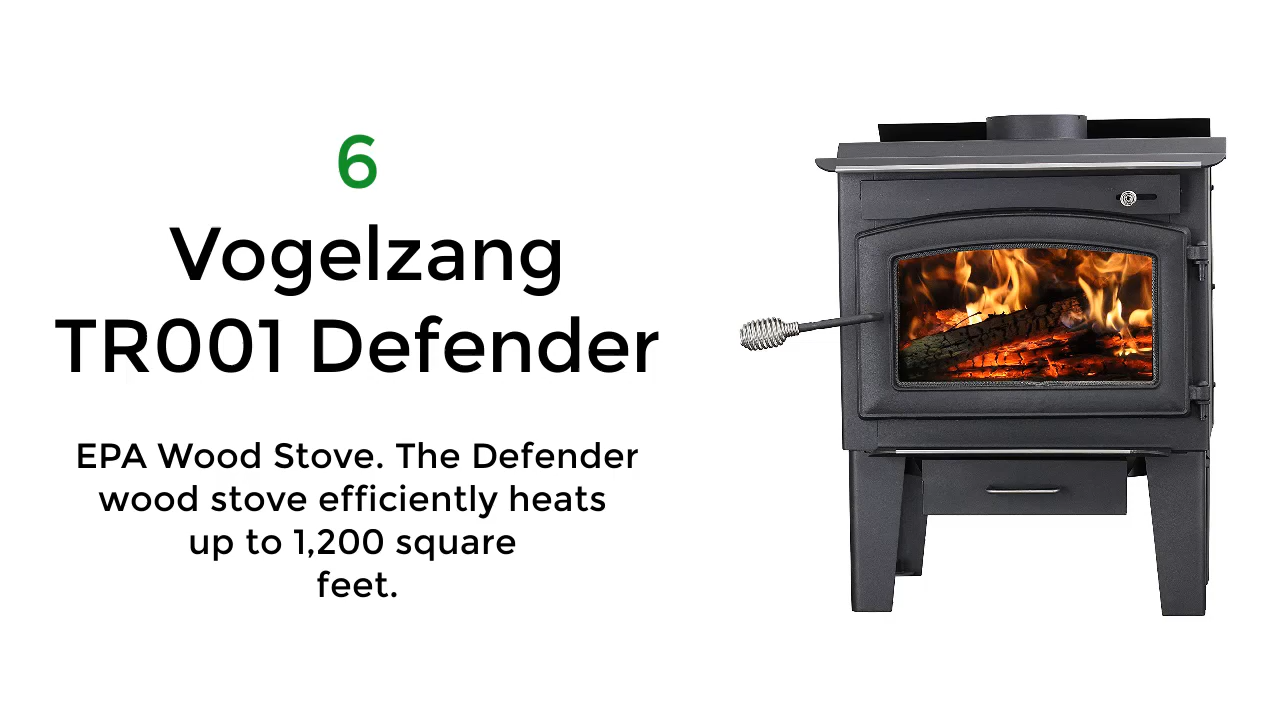 6
Vogelzang
TR001 Defender
EPA Wood Stove. The Defender
wood stove efficiently heats
up to 1,200 square
feet.